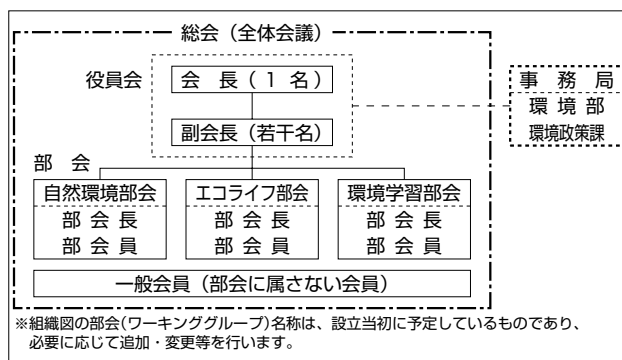 総会（全体会議）
役員会
会長（１名）
副会長（若干名）
事務局
環境部
環境政策課
部会
自然環境部会
部会長
部会員
エコライフ部会
部会長
部会員
環境学習部会
部会長
部会員
一般会員（部会に属さない会員）
※組織図の部会(ワーキンググループ)名称は、設立当初に予定しているものであり、
必要に応じて追加・変更等を行います。